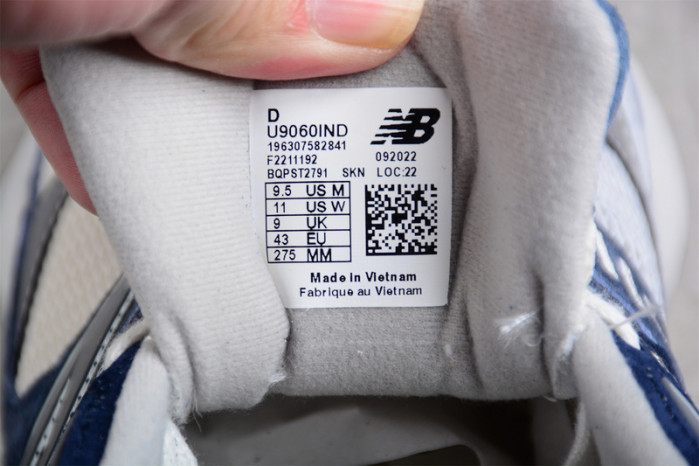 D
U9060IND
196307582841
F2211192 092022
BQPST2791 SKN LOC:22
9.5 US M
11 US W
9 UK
43 EU
275 MM
Made in Vietnam
Fabrique au Vietnam
NB